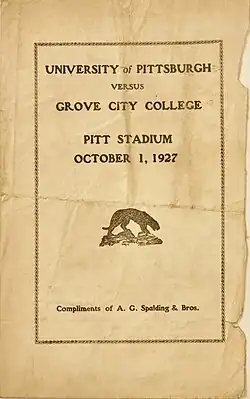 UNIVERSITY of PITTSBURGH
VERSUS
GROVE CITY COLLEGE
PITT STADIUM
OCTOBER 1, 1927
Compliments of A. G. Spalding & Bros.